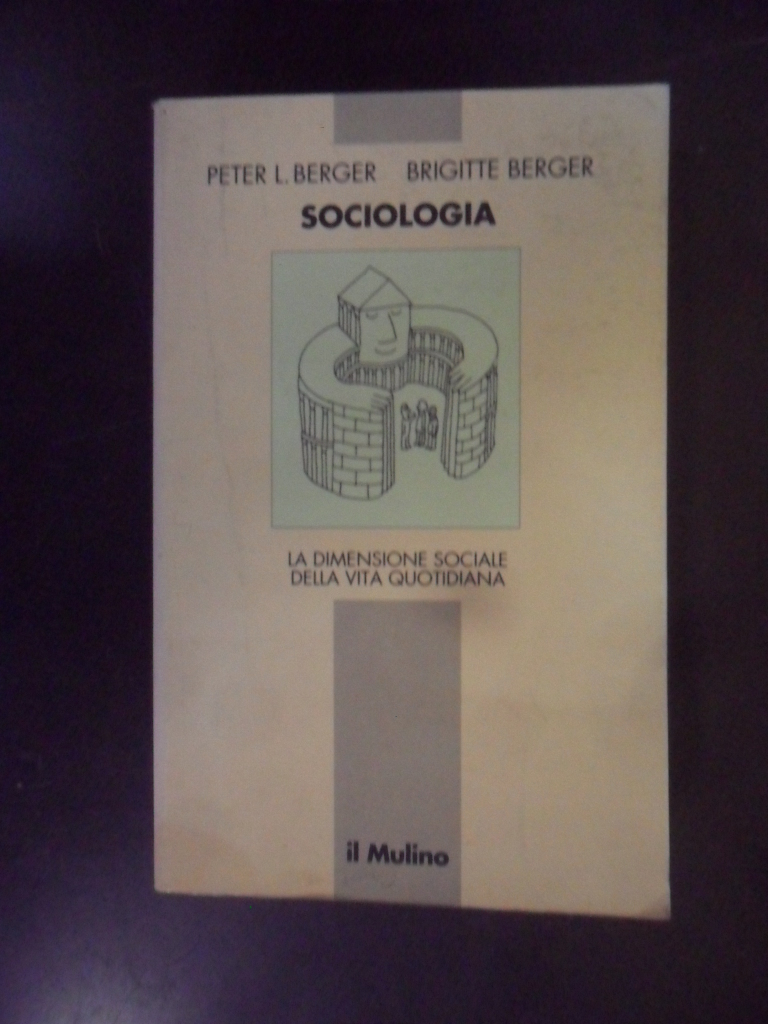 PETER L. BERGER BRIGITTE BERGER
SOCIOLOGIA
LA DIMENSIONE SOCIALE
DELLA VITA QUOTIDIANA
il Mulino